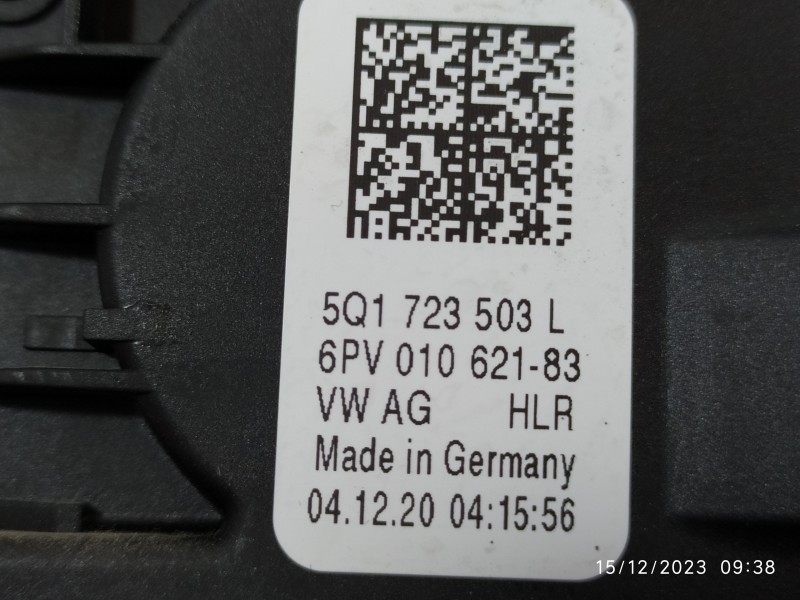 5Q1 723 503 L
6PV 010 621-83
VW AG HLR
Made in Germany
04.12.20 04:15:56
15/12/2023 09:38